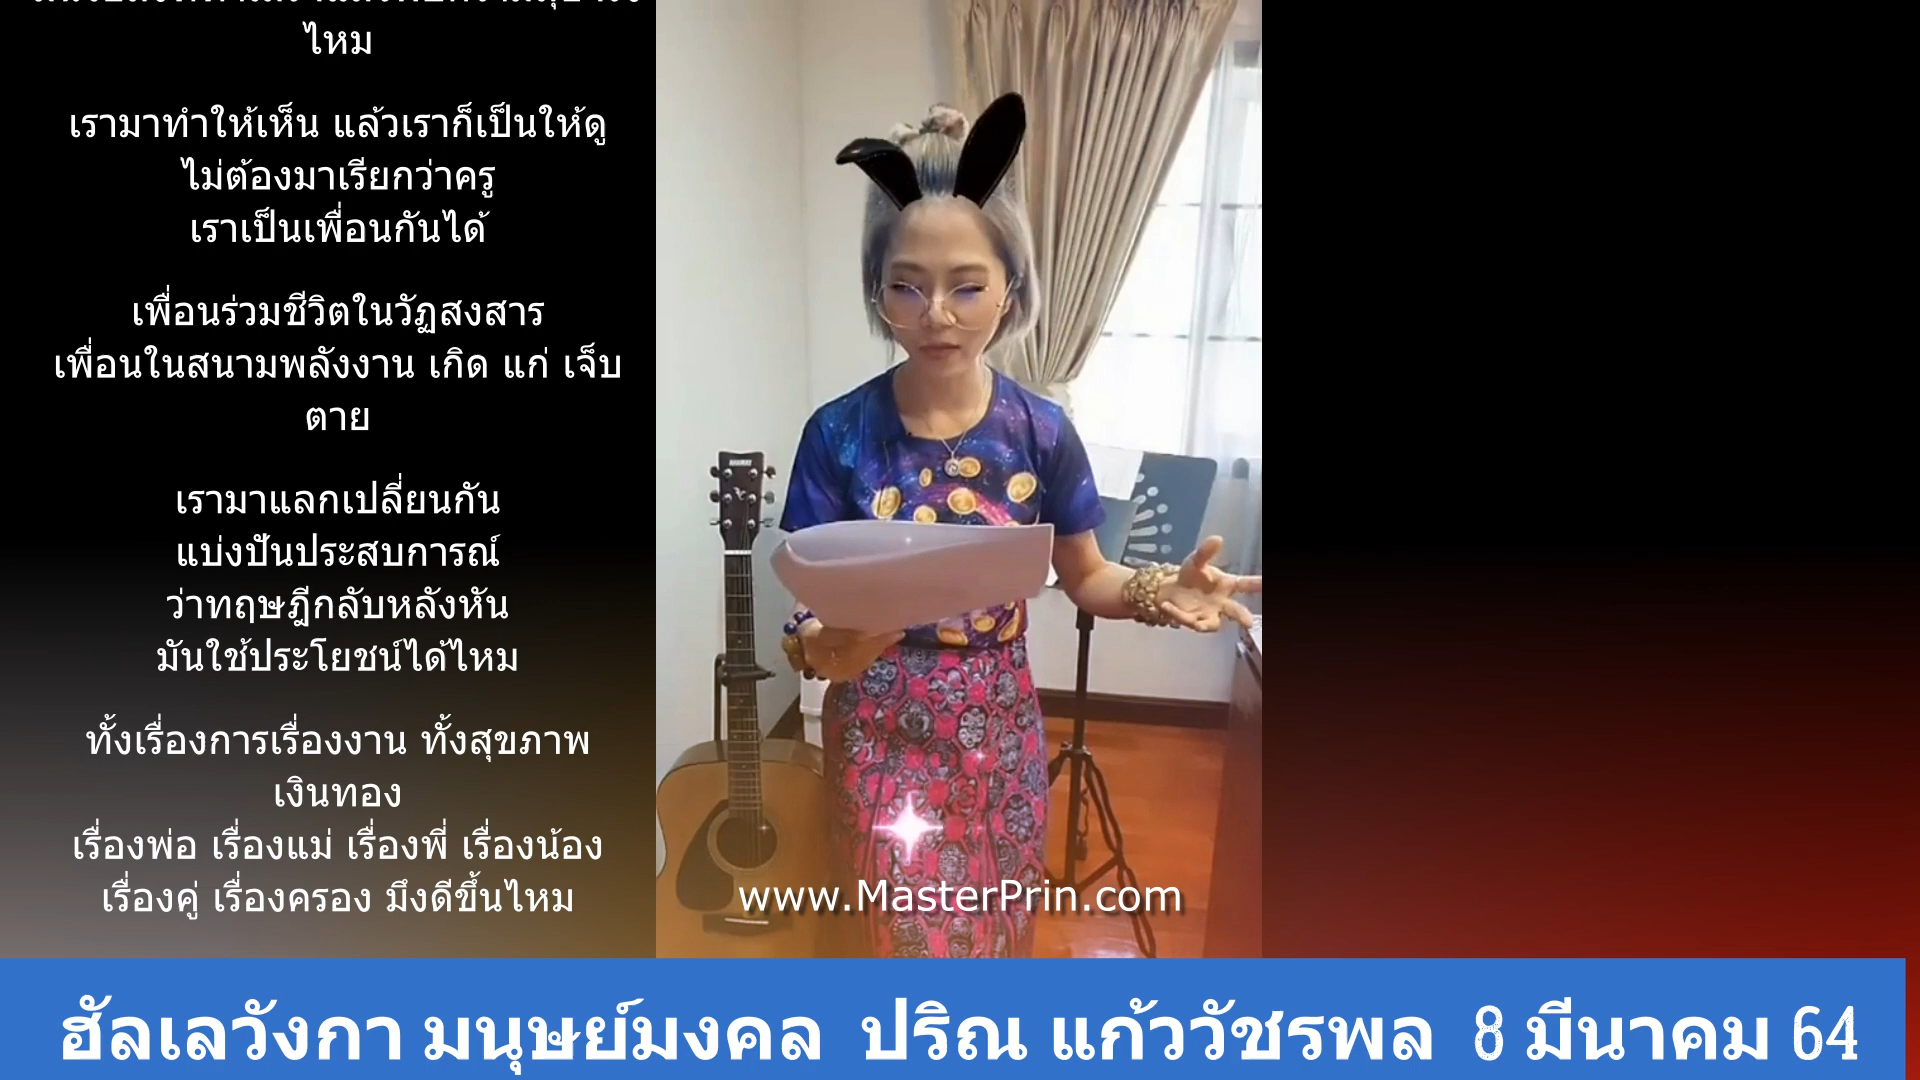 ไหม
เรามาทำให้เห็น แล้วเราก็เป็นให้ดู
ไม่ต้องมาเรียกว่าครู
เราเป็นเพื่อนกันได้
เพื่อนร่วมชีวิตในวัฏสงสาร
เพื่อนในสนามพลังงาน เกิด แก่ เจ็บ
ตาย
เรามาแลกเปลี่ยนกัน
แบ่งปันประสบการณ์
ว่าทฤษฎีกลับหลังหัน
มันใช้ประโยชน์ได้ไหม
ทั้งเรื่องการเรื่องงาน ทั้งสุขภาพ
เงินทอง
เรื่องพ่อ เรื่องแม่ เรื่องพี่ เรื่องน้อง
เรื่องคู่ เรื่องครอง มึงดีขึ้นไหม
www.MasterPrin.com
ฮัลเลวังกา มนุษย์มงคล ปริณ แก้ววัชรพล 8 มีนาคม 64